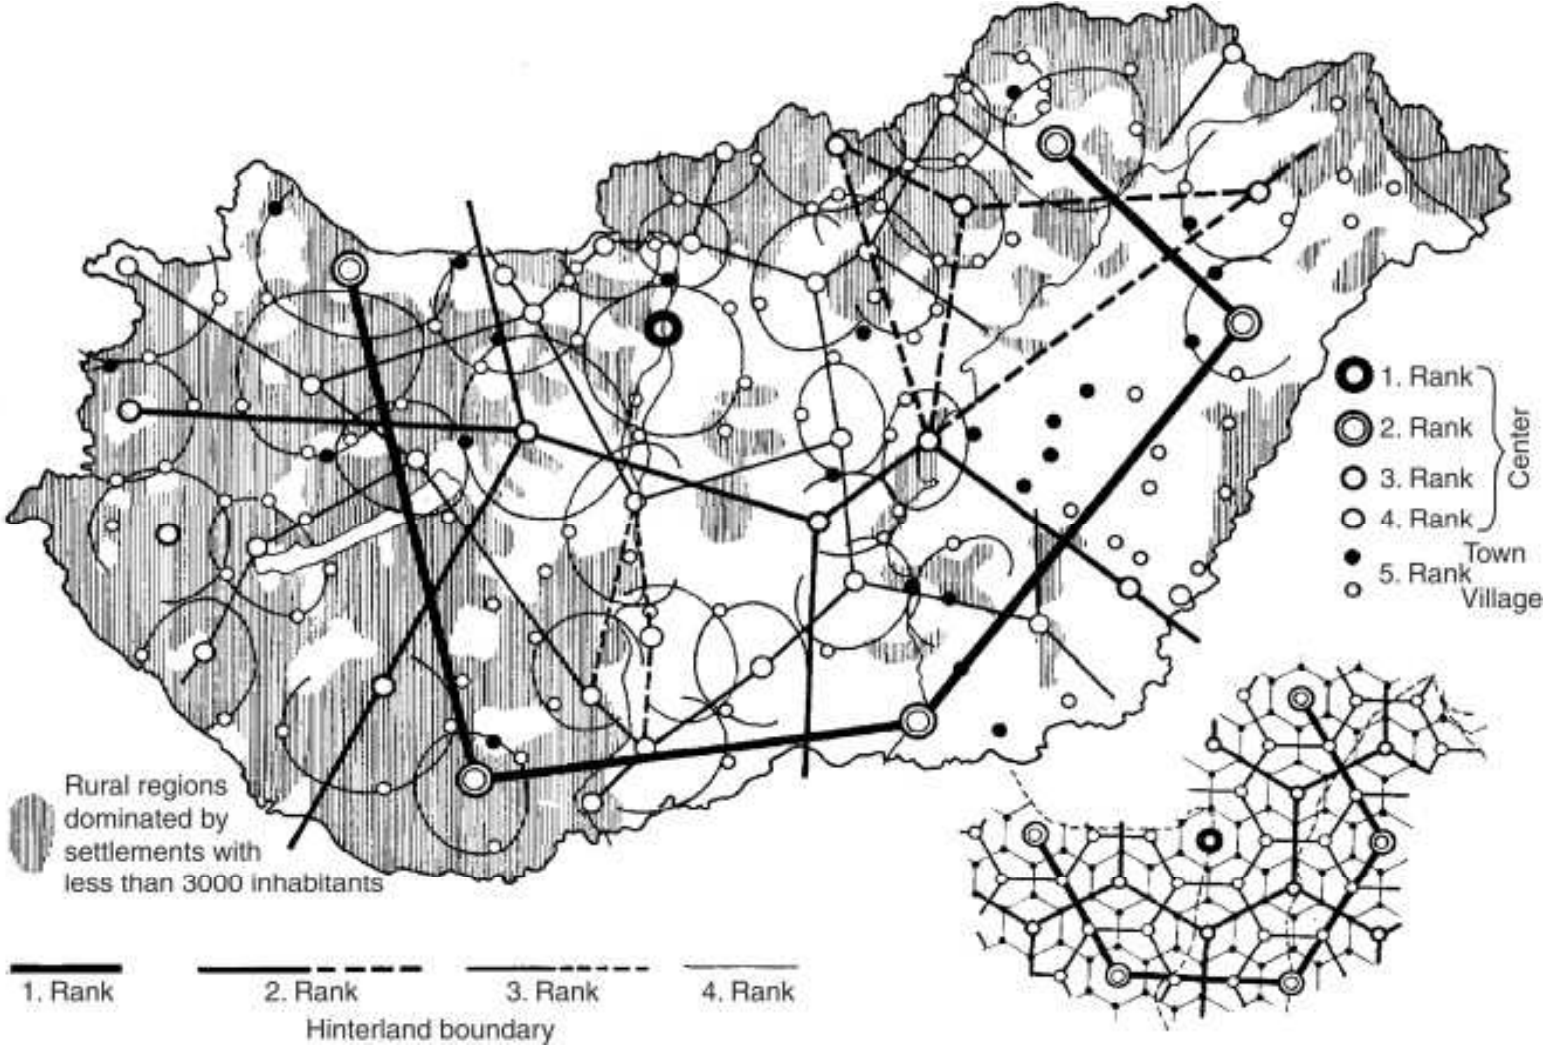 1. Rank
2. Rank
3. Rank
4. Rank
Center
5. Rank
Town
Village
Rural regions
dominated by
settlements with
less than 3000 inhabitants
1. Rank
2. Rank
3. Rank
4. Rank
Hinterland boundary